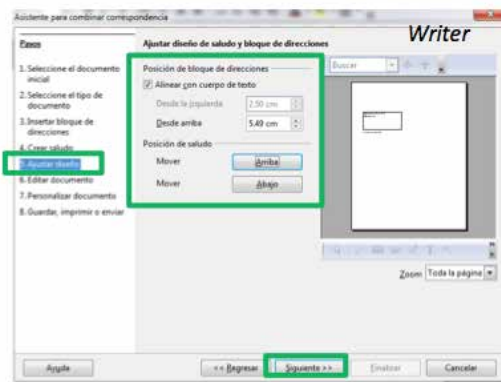 Asistente para combinar correspondencia
Writer
Pasos
1. Seleccione el documento
inicial
2. Seleccione el tipo de
documento
3. Insertar bloque de
direcciones
4. Crear saludo
5. Ajustar diseño
6. Editar documento
7. Personalizar documento
8. Guardar, imprimir o enviar
Ajustar diseño de saludo y bloque de direcciones
Posición de bloque de direcciones
Alinear con cuerpo de texto
Desde la izquierda 2.50 cm
Desde arriba 5.49 cm
Posición de saludo
Mover Arriba
Mover Abajo
Buscar
Zoom Toda la página
Ayuda << Regresar Siguiente >> Finalizar Cancelar